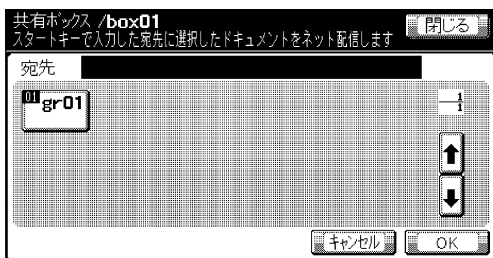 共有ボックス /box01
閉じる
スタートキーで入力した宛先に選択したドキュメントをネット配信します
宛先
01 gr01
1
1
キャンセル
OK